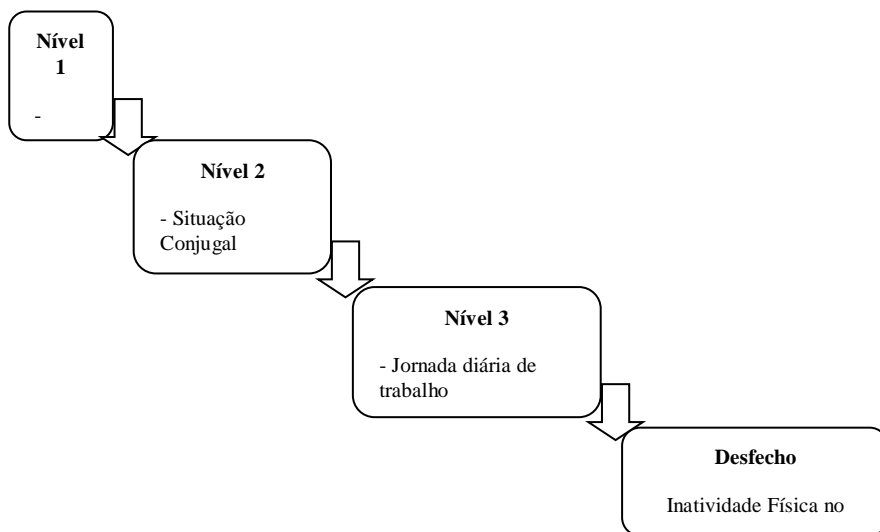 Nível
1
-
Nível 2
- Situação
Conjugal
Nível 3
- Jornada diária de
trabalho
Desfecho
Inatividade Física no